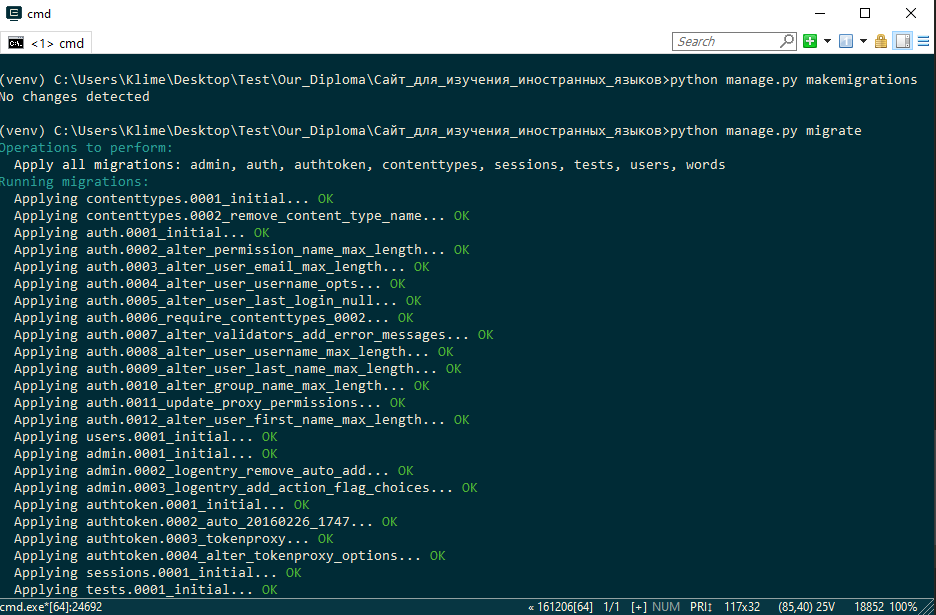 cmd
<1> cmd
Search
(venv) C:\Users\Klime\Desktop\Test\Our_Diploma\Сайт_для_изучения_иностранных_языков>python manage.py makemigrations
No changes detected
(venv) C:\Users\Klime\Desktop\Test\Our_Diploma\Сайт_для_изучения_иностранных_языков>python manage.py migrate
Operations to perform:
Apply all migrations: admin, auth, authtoken, contenttypes, sessions, tests, users, words
Running migrations:
Applying contenttypes.0001_initial... OK
Applying contenttypes.0002_remove_content_type_name... OK
Applying auth.0001_initial... OK
Applying auth.0002_alter_permission_name_max_length... OK
Applying auth.0003_alter_user_email_max_length... OK
Applying auth.0004_alter_user_username_opts... OK
Applying auth.0005_alter_user_last_login_null... OK
Applying auth.0006_require_contenttypes_0002... OK
Applying auth.0007_alter_validators_add_error_messages... OK
Applying auth.0008_alter_user_username_max_length... OK
Applying auth.0009_alter_user_last_name_max_length... OK
Applying auth.0010_alter_group_name_max_length... OK
Applying auth.0011_update_proxy_permissions... OK
Applying auth.0012_alter_user_first_name_max_length... OK
Applying users.0001_initial... OK
Applying admin.0001_initial... OK
Applying admin.0002_logentry_remove_auto_add... OK
Applying admin.0003_logentry_add_action_flag_choices... OK
Applying authtoken.0001_initial... OK
Applying authtoken.0002_auto_20160226_1747... OK
Applying authtoken.0003_tokenproxy... OK
Applying authtoken.0004_alter_tokenproxy_options... OK
Applying sessions.0001_initial... OK
Applying tests.0001_initial... OK
cmd.exe*[64]:24692 « 161206[64] 1/1 [+] NUM PRI↕ 117x32 (85,40) 25V 18852 100%